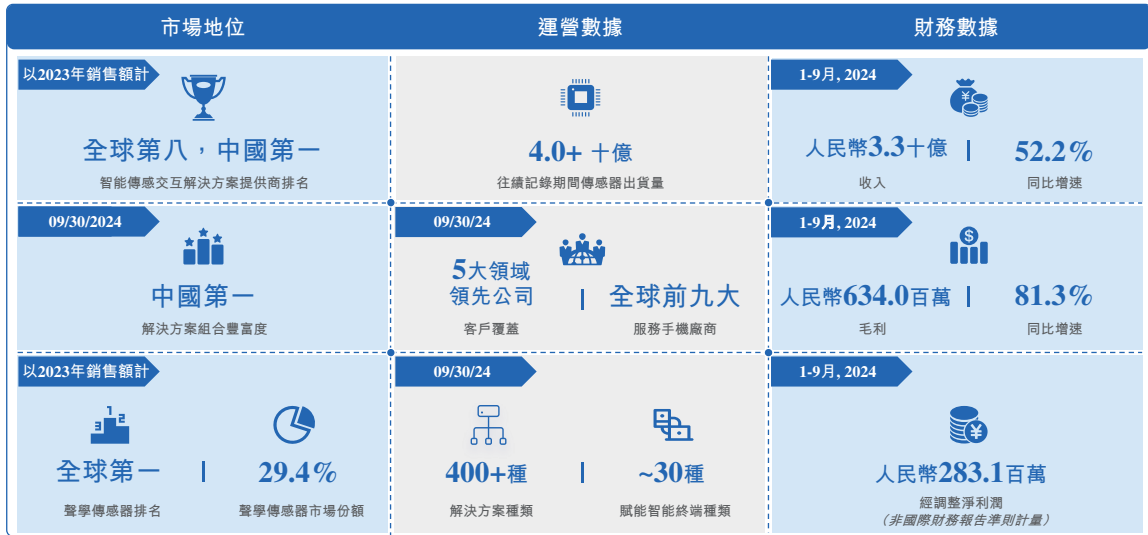 市場地位
運營數據
財務數據
以2023年銷售額計
全球第八，中國第一
智能傳感交互解決方案提供商排名
4.0+ 十億
往績記錄期間傳感器出貨量
1-9月, 2024
¥
人民幣3.3十億
52.2%
收入
同比增速
09/30/2024
中國第一
解決方案組合豐富度
09/30/24
5大領域
領先公司
全球前九大
客戶覆蓋
服務手機廠商
1-9月, 2024
$
人民幣634.0百萬
81.3%
毛利
同比增速
以2023年銷售額計
1
2
3
全球第一
29.4%
聲學傳感器排名
聲學傳感器市場份額
09/30/24
400+種
~30種
解決方案種類
賦能智能終端種類
1-9月, 2024
¥
人民幣283.1百萬
經調整淨利潤
（非國際財務報告準則計量）